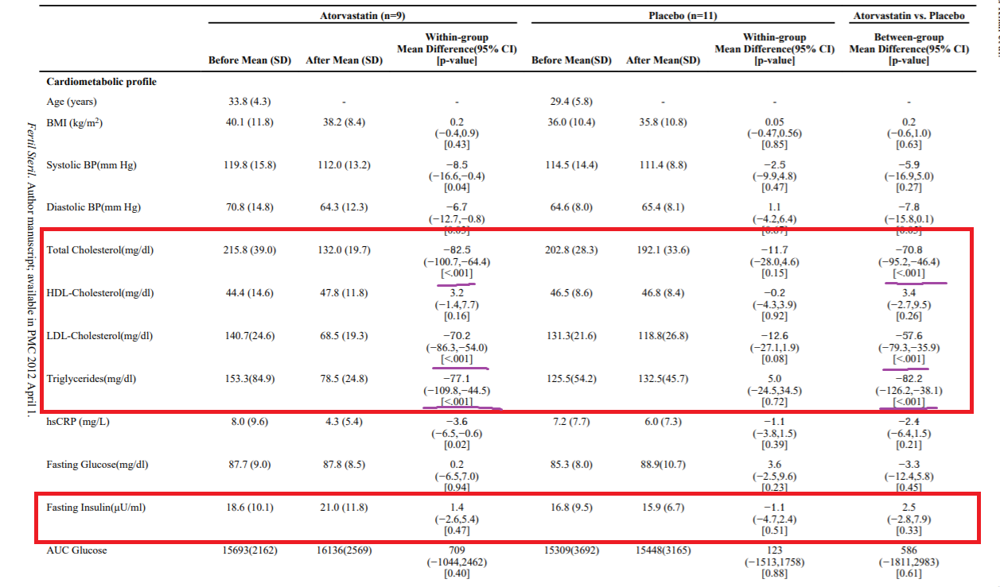 Atorvastatin (n=9) Placebo (n=11) Atorvastatin vs. Placebo
Before Mean (SD) After Mean (SD) Within-group Mean Difference(95% CI) [p-value] Before Mean(SD) After Mean(SD) Within-group Mean Difference(95% CI) [p-value] Between-group Mean Difference(95% CI) [p-value]
Cardiometabolic profile
Age (years) 33.8 (4.3) - - 29.4 (5.8) - - -
BMI (kg/m²) 40.1 (11.8) 38.2 (8.4) 0.2 36.0 (10.4) 35.8 (10.8) 0.05 0.2
(−0.4,0.9) (−0.47,0.56) (−0.6,1.0)
[0.43] [0.85] [0.63]
Systolic BP(mm Hg) 119.8 (15.8) 112.0 (13.2) −8.5 114.5 (14.4) 111.4 (8.8) −2.5 −5.9
(−16.6,−0.4) (−9.9,4.8) (−16.9,5.0)
[0.04] [0.47] [0.27]
Diastolic BP(mm Hg) 70.8 (14.8) 64.3 (12.3) −6.7 64.6 (8.0) 65.4 (8.1) 1.1 −7.8
(−12.7,−0.8) (−4.2,6.4) (−15.8,0.1)
Total Cholesterol(mg/dl) 215.8 (39.0) 132.0 (19.7) −82.5 202.8 (28.3) 192.1 (33.6) −11.7 −70.8
(−100.7,−64.4) (−28.0,4.6) (−95.2,−46.4)
[<.001] [0.15] [<.001]
HDL-Cholesterol(mg/dl) 44.4 (14.6) 47.8 (11.8) 3.2 46.5 (8.6) 46.8 (8.4) −0.2 3.4
(−1.4,7.7) (−4.3,3.9) (−2.7,9.5)
[0.16] [0.92] [0.26]
LDL-Cholesterol(mg/dl) 140.7(24.6) 68.5 (19.3) −70.2 131.3(21.6) 118.8(26.8) −12.6 −57.6
(−86.3,−54.0) (−27.1,1.9) (−79.3,−35.9)
[<.001] [0.08] [<.001]
Triglycerides(mg/dl) 153.3(84.9) 78.5 (24.8) −77.1 125.5(54.2) 132.5(45.7) 5.0 −82.2
(−109.8,−44.5) (−24.5,34.5) (−126.2,−38.1)
[<.001] [0.72] [<.001]
hsCRP (mg/L) 8.0 (9.6) 4.3 (5.4) −3.6 7.2 (7.7) 6.0 (7.3) −1.1 −2.4
(−6.5,−0.6) (−3.8,1.5) (−6.4,1.5)
[0.02] [0.39] [0.21]
Fasting Glucose(mg/dl) 87.7 (9.0) 87.8 (8.5) 0.2 85.3 (8.0) 88.9(10.7) 3.6 −3.3
(−6.5,7.0) (−2.5,9.6) (−12.4,5.8)
[0.94] [0.23] [0.45]
Fasting Insulin(μU/ml) 18.6 (10.1) 21.0 (11.8) 1.4 16.8 (9.5) 15.9 (6.7) −1.1 2.5
(−2.6,5.4) (−4.7,2.4) (−2.8,7.9)
[0.47] [0.51] [0.33]
AUC Glucose 15693(2162) 16136(2569) 709 15309(3692) 15448(3165) 123 586
(−1044,2462) (−1513,1758) (−1811,2983)
[0.40] [0.88] [0.61]
Fertil Steril. Author manuscript; available in PMC 2012 April 1.